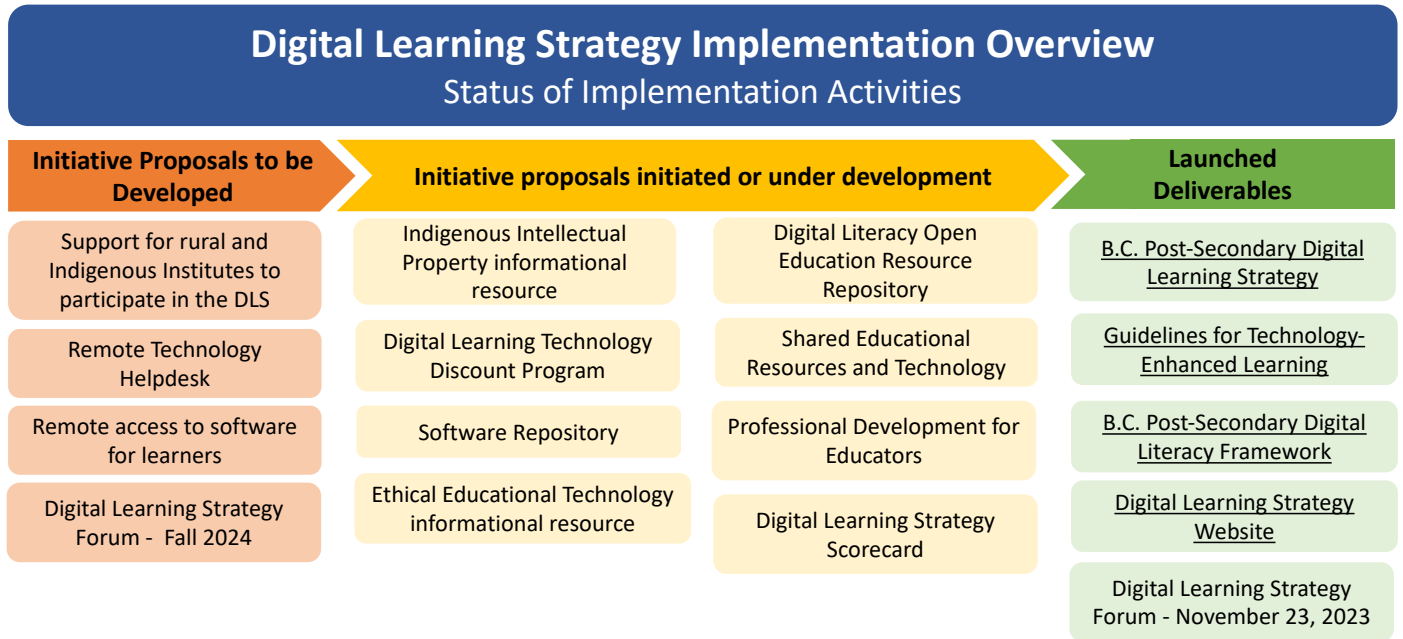 Digital Learning Strategy Implementation Overview
Status of Implementation Activities
Initiative Proposals to be
Developed
Support for rural and
Indigenous Institutes to
participate in the DLS
Remote Technology
Helpdesk
Remote access to software
for learners
Digital Learning Strategy
Forum - Fall 2024
Initiative proposals initiated or under development
Indigenous Intellectual
Property informational
resource
Digital Learning Technology
Discount Program
Software Repository
Ethical Educational Technology
informational resource
Digital Literacy Open
Education Resource
Repository
Shared Educational
Resources and Technology
Professional Development for
Educators
Digital Learning Strategy
Scorecard
Launched
Deliverables
B.C. Post-Secondary Digital
Learning Strategy
Guidelines for Technology-
Enhanced Learning
B.C. Post-Secondary Digital
Literacy Framework
Digital Learning Strategy
Website
Digital Learning Strategy
Forum - November 23, 2023